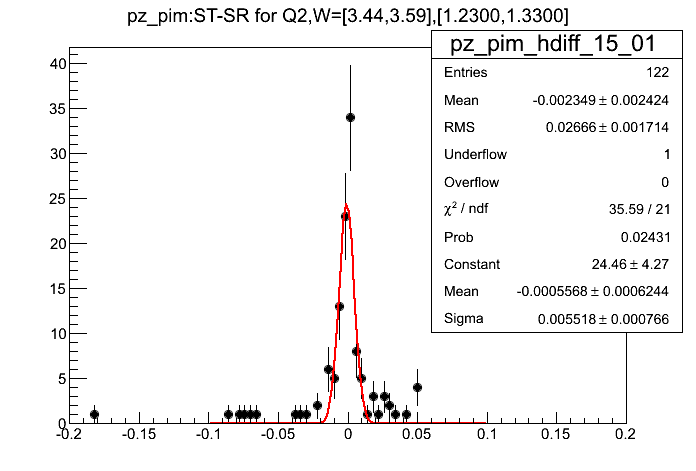 pz_pim:ST-SR for Q2,W=[3.44,3.59],[1.2300,1.3300]
pz_pim_hdiff_15_01
Entries 122
Mean -0.002349 ± 0.002424
RMS 0.02666 ± 0.001714
Underflow 1
Overflow 0
χ² / ndf 35.59 / 21
Prob 0.02431
Constant 24.46 ± 4.27
Mean -0.0005568 ± 0.0006244
Sigma 0.005518 ± 0.000766
40
35
30
25
20
15
10
5
0
-0.2 -0.15 -0.1 -0.05 0 0.05 0.1 0.15 0.2